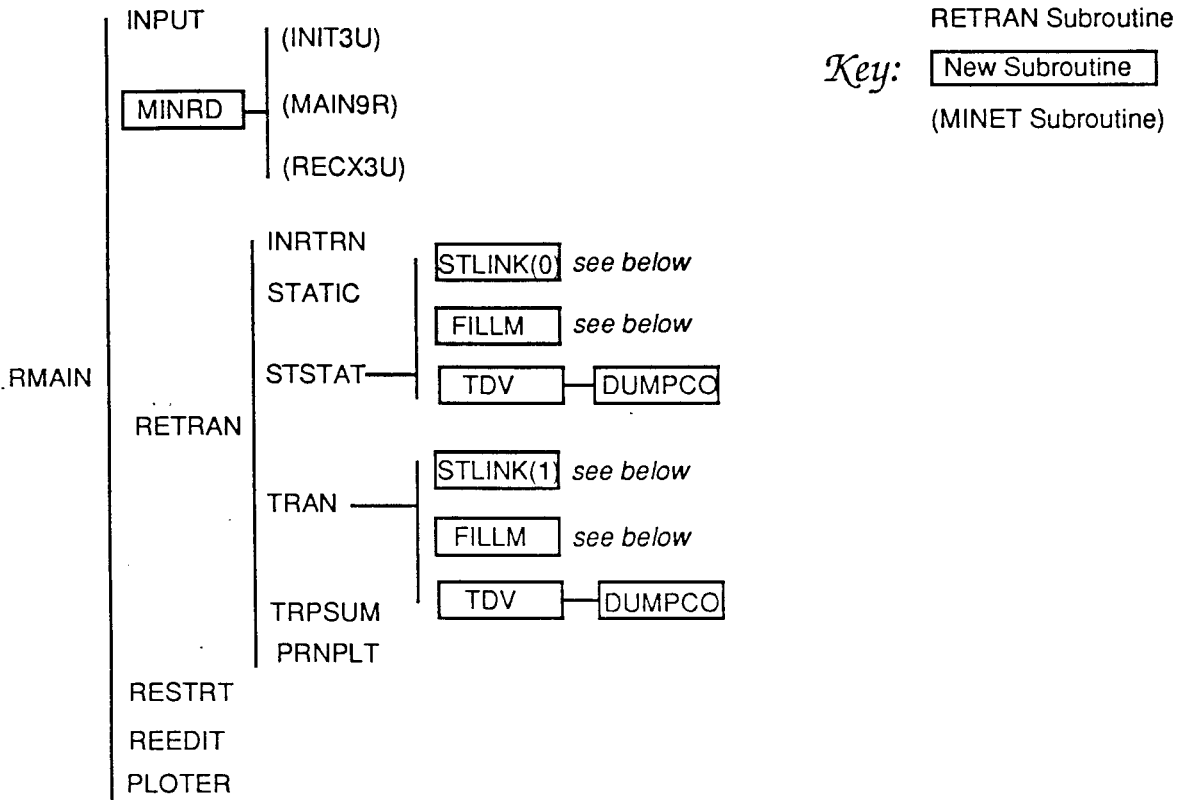 INPUT
(INIT3U)
MINRD
(MAIN9R)
(RECX3U)
RETRAN Subroutine
Key:
New Subroutine
(MINET Subroutine)
RMAIN
RETRAN
INRTRN
STATIC
STSTAT
STLINK(0) see below
FILLM see below
TDV
DUMPCO
TRAN
STLINK(1) see below
FILLM see below
TDV
DUMPCO
TRPSUM
PRNPLT
RESTRT
REEDIT
PLOTER